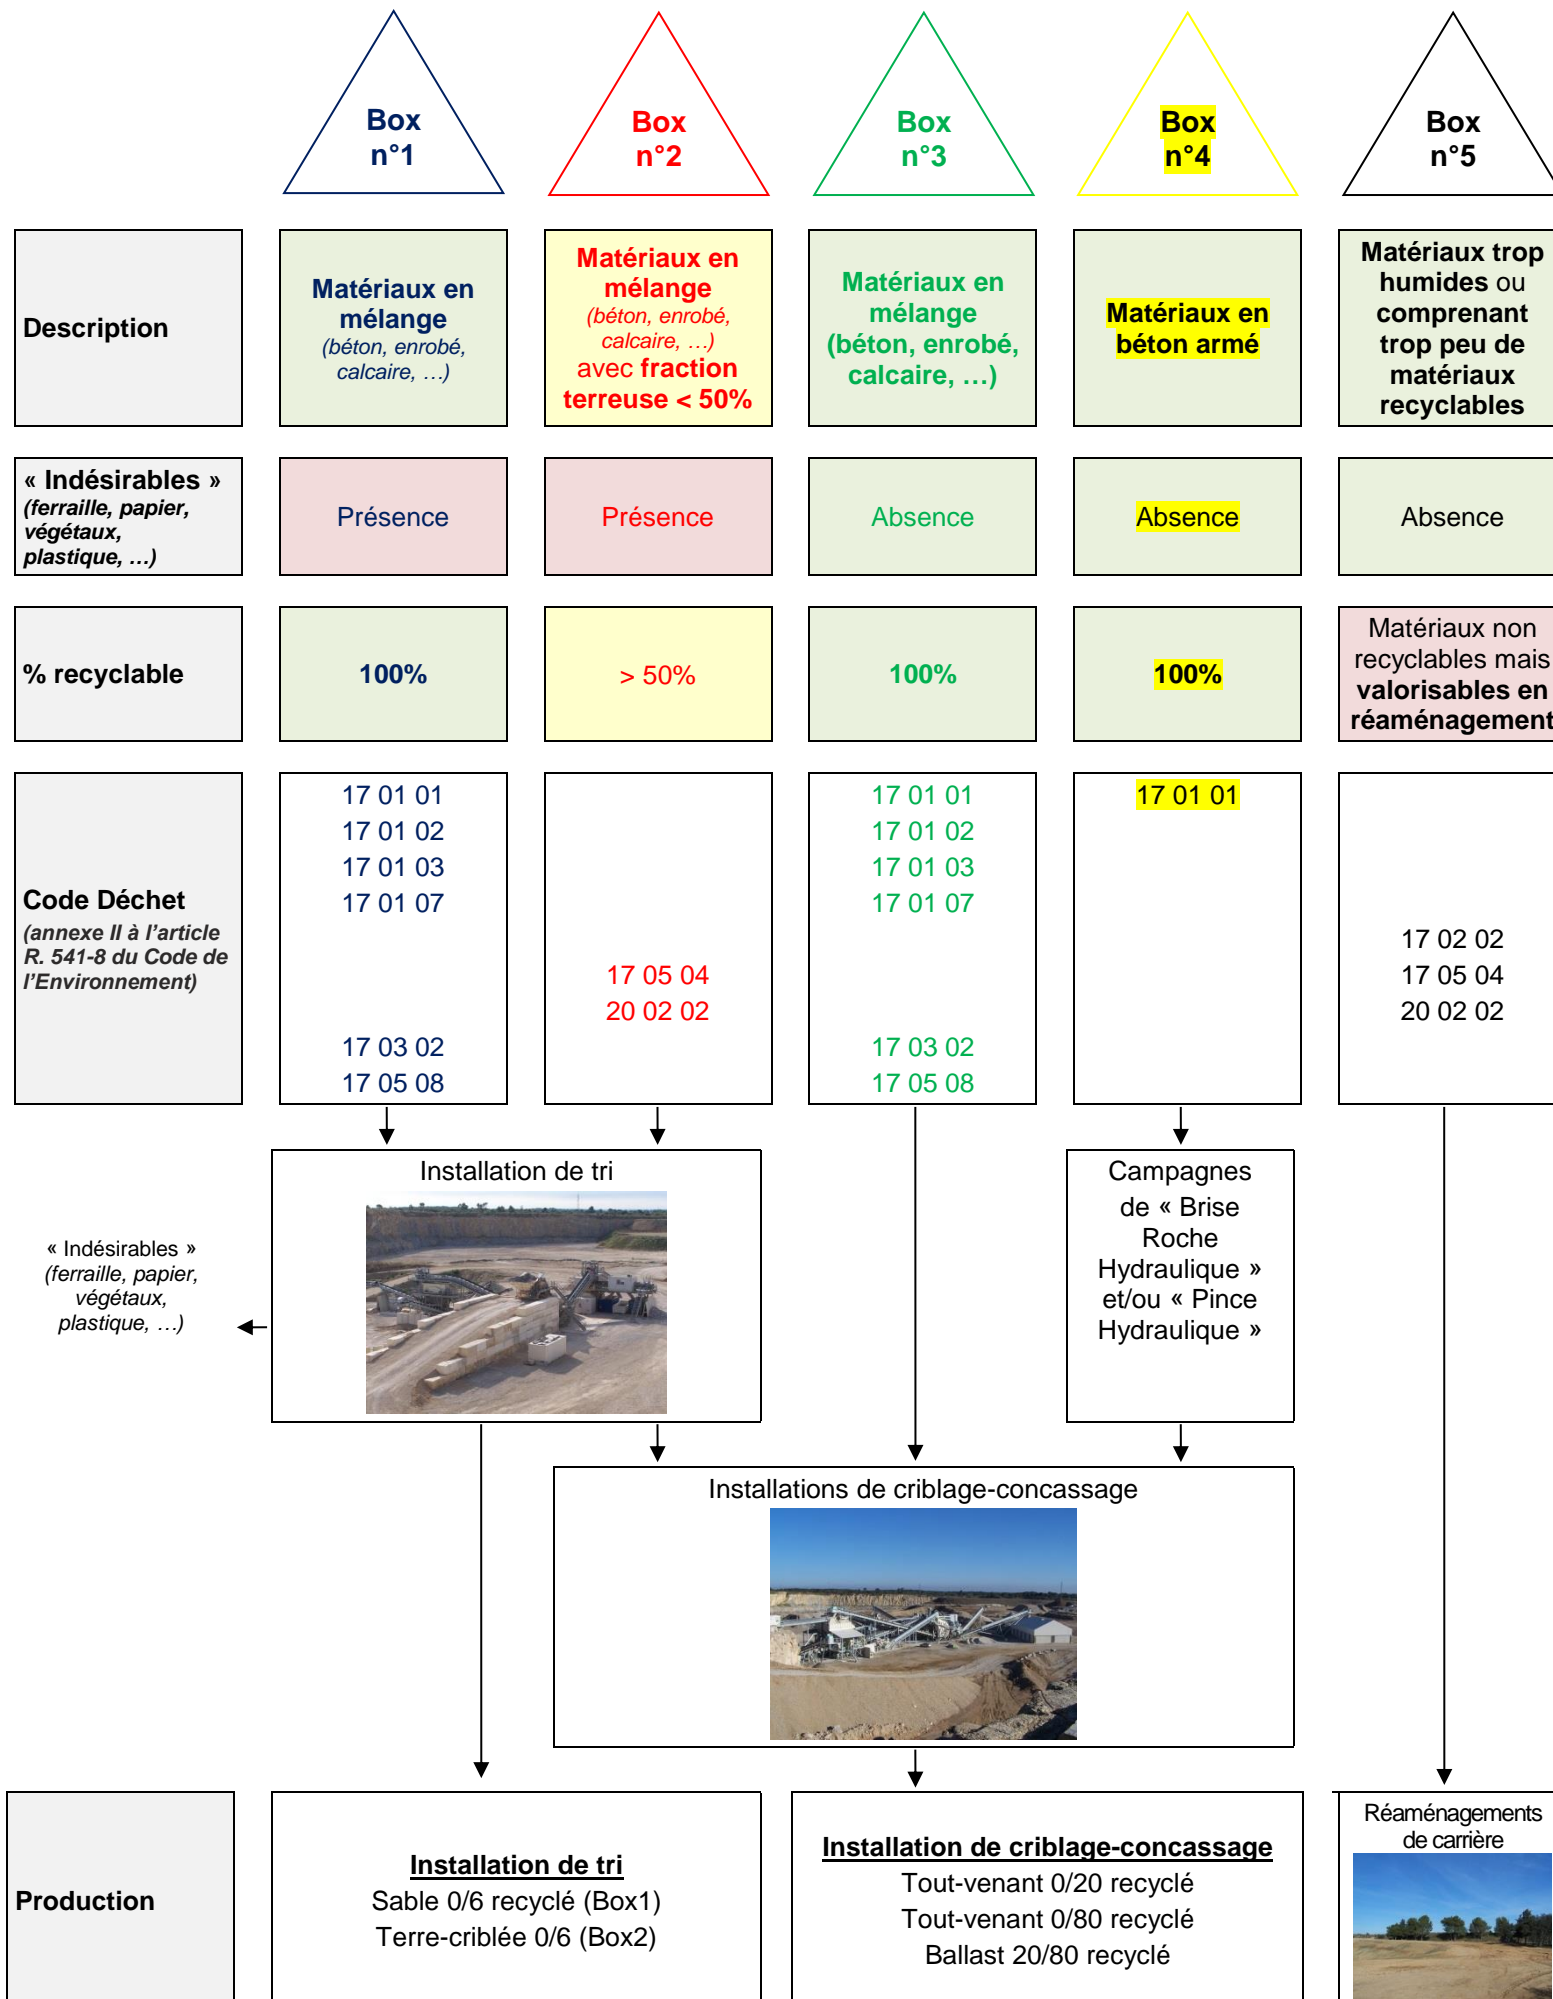 Box
n°1
Box
n°2
Box
n°3
Box
n°4
Box
n°5
Description
Matériaux en
mélange
(béton, enrobé,
calcaire, …)
Matériaux en
mélange
(béton, enrobé,
calcaire, …)
avec fraction
terreuse < 50%
Matériaux en
mélange
(béton, enrobé,
calcaire, …)
Matériaux en
béton armé
Matériaux trop
humides ou
comprenant
trop peu de
matériaux
recyclables
« Indésirables »
(ferraille, papier,
végétaux,
plastique, …)
Présence
Présence
Absence
Absence
Absence
% recyclable
100%
> 50%
100%
100%
Matériaux non
recyclables mais
valorisables en
réaménagement
Code Déchet
(annexe II à l'article
R. 541-8 du Code de
l'Environnement)
17 01 01
17 01 02
17 01 03
17 01 07
17 03 02
17 05 08
17 05 04
20 02 02
17 01 01
17 01 02
17 01 03
17 01 07
17 03 02
17 05 08
17 01 01
17 02 02
17 05 04
20 02 02
Installation de tri
Campagnes
de « Brise
Roche
Hydraulique »
et/ou « Pince
Hydraulique »
« Indésirables »
(ferraille, papier,
végétaux,
plastique, …)
Installations de criblage-concassage
Production
Installation de tri
Sable 0/6 recyclé (Box1)
Terre-criblée 0/6 (Box2)
Installation de criblage-concassage
Tout-venant 0/20 recyclé
Tout-venant 0/80 recyclé
Ballast 20/80 recyclé
Réaménagements
de carrière